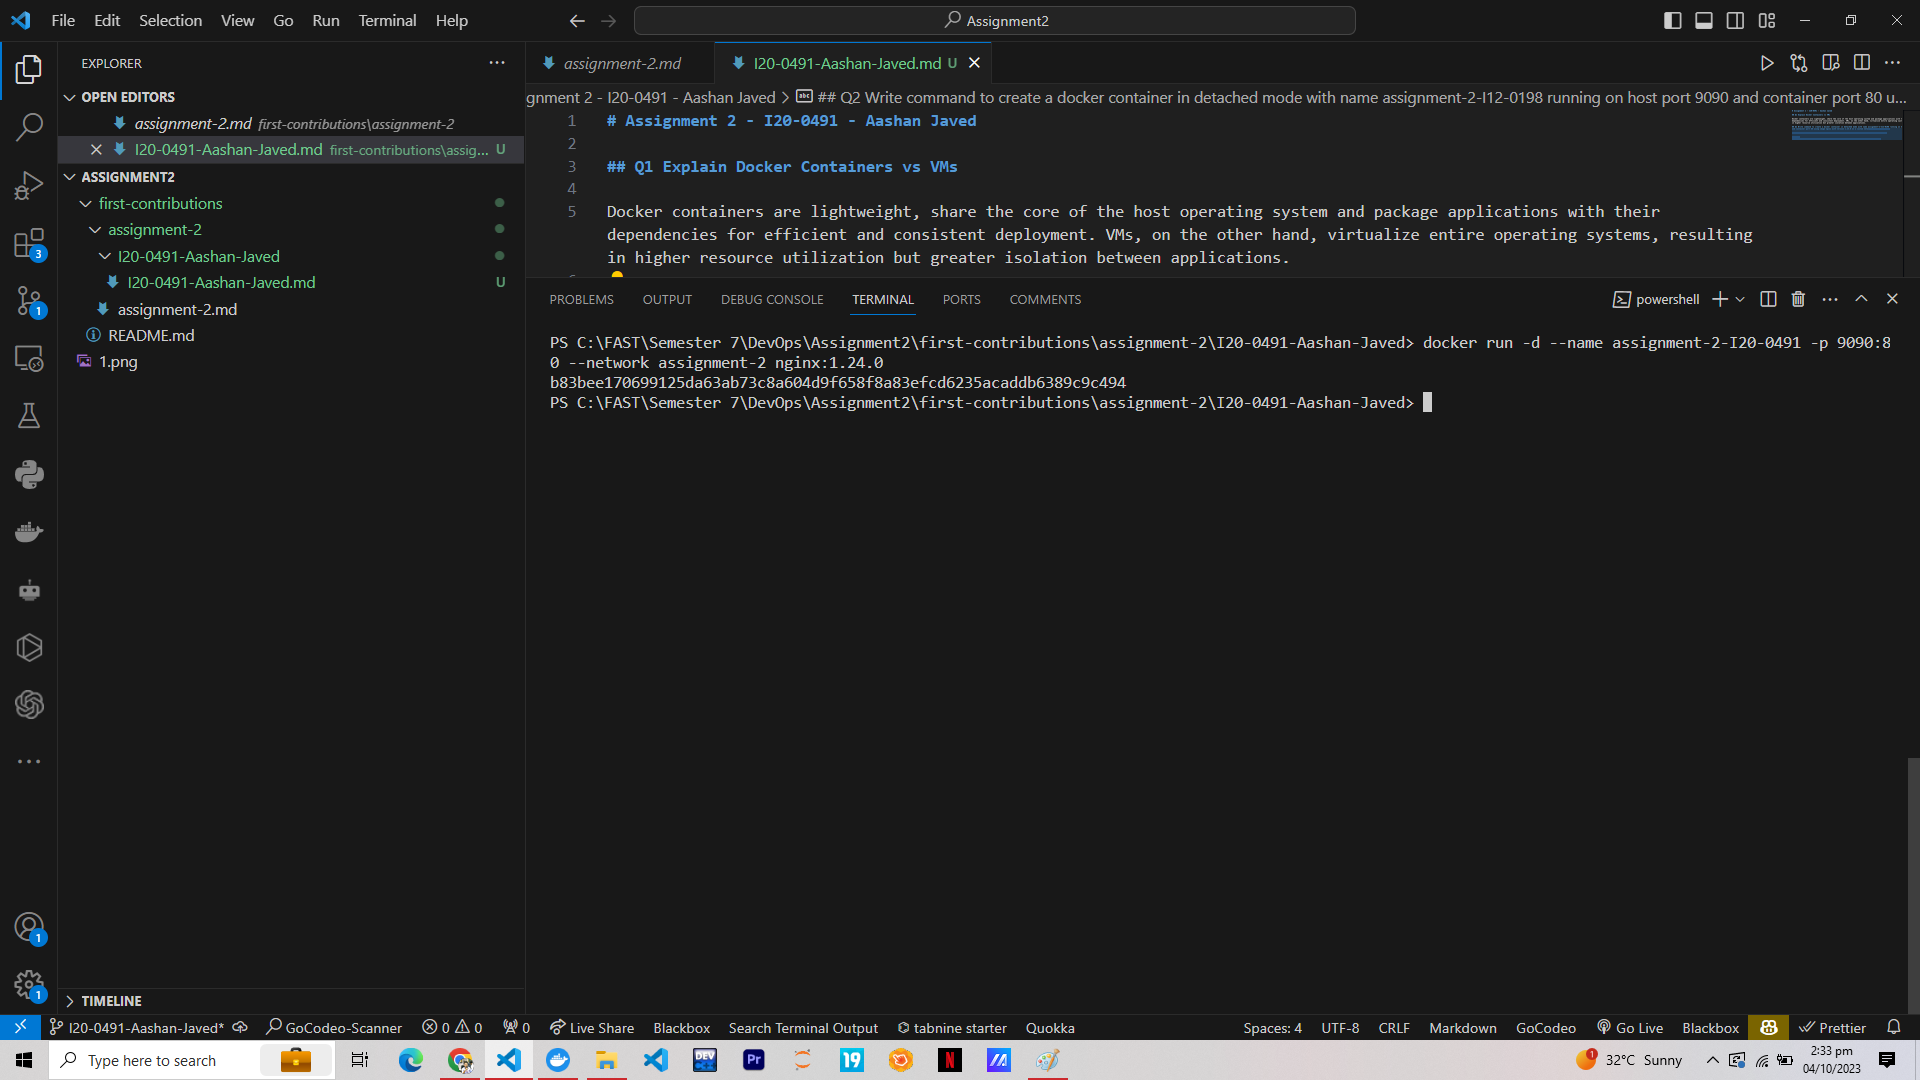 File Edit Selection View Go Run Terminal Help
Assignment2
EXPLORER
OPEN EDITORS
assignment-2.md first-contributions\assignment-2
I20-0491-Aashan-Javed.md first-contributions\assig... U
ASSIGNMENT2
first-contributions
assignment-2
I20-0491-Aashan-Javed
I20-0491-Aashan-Javed.md U
assignment-2.md
README.md
1.png
TIMELINE
3
1
1
1
assignment-2.md
I20-0491-Aashan-Javed.md U
gnment 2 - I20-0491 - Aashan Javed > ## Q2 Write command to create a docker container in detached mode with name assignment-2-I12-0198 running on host port 9090 and container port 80 u...
1 # Assignment 2 - I20-0491 - Aashan Javed
2
3 ## Q1 Explain Docker Containers vs VMs
4
5 Docker containers are lightweight, share the core of the host operating system and package applications with their
dependencies for efficient and consistent deployment. VMs, on the other hand, virtualize entire operating systems, resulting
in higher resource utilization but greater isolation between applications.
PROBLEMS OUTPUT DEBUG CONSOLE TERMINAL PORTS COMMENTS
powershell
PS C:\FAST\Semester 7\DevOps\Assignment2\first-contributions\assignment-2\I20-0491-Aashan-Javed> docker run -d --name assignment-2-I20-0491 -p 9090:8
0 --network assignment-2 nginx:1.24.0
b83bee170699125da63ab73c8a604d9f658f8a83efcd6235acaddb6389c9c494
PS C:\FAST\Semester 7\DevOps\Assignment2\first-contributions\assignment-2\I20-0491-Aashan-Javed>
I20-0491-Aashan-Javed* GoCodeo-Scanner 0 0 0 Live Share Blackbox Search Terminal Output tabnine starter Quokka
Spaces: 4 UTF-8 CRLF Markdown GoCodeo Go Live Blackbox Prettier
Type here to search
DEV
Pr
19
N
1
32°C Sunny
2:33 pm
04/10/2023